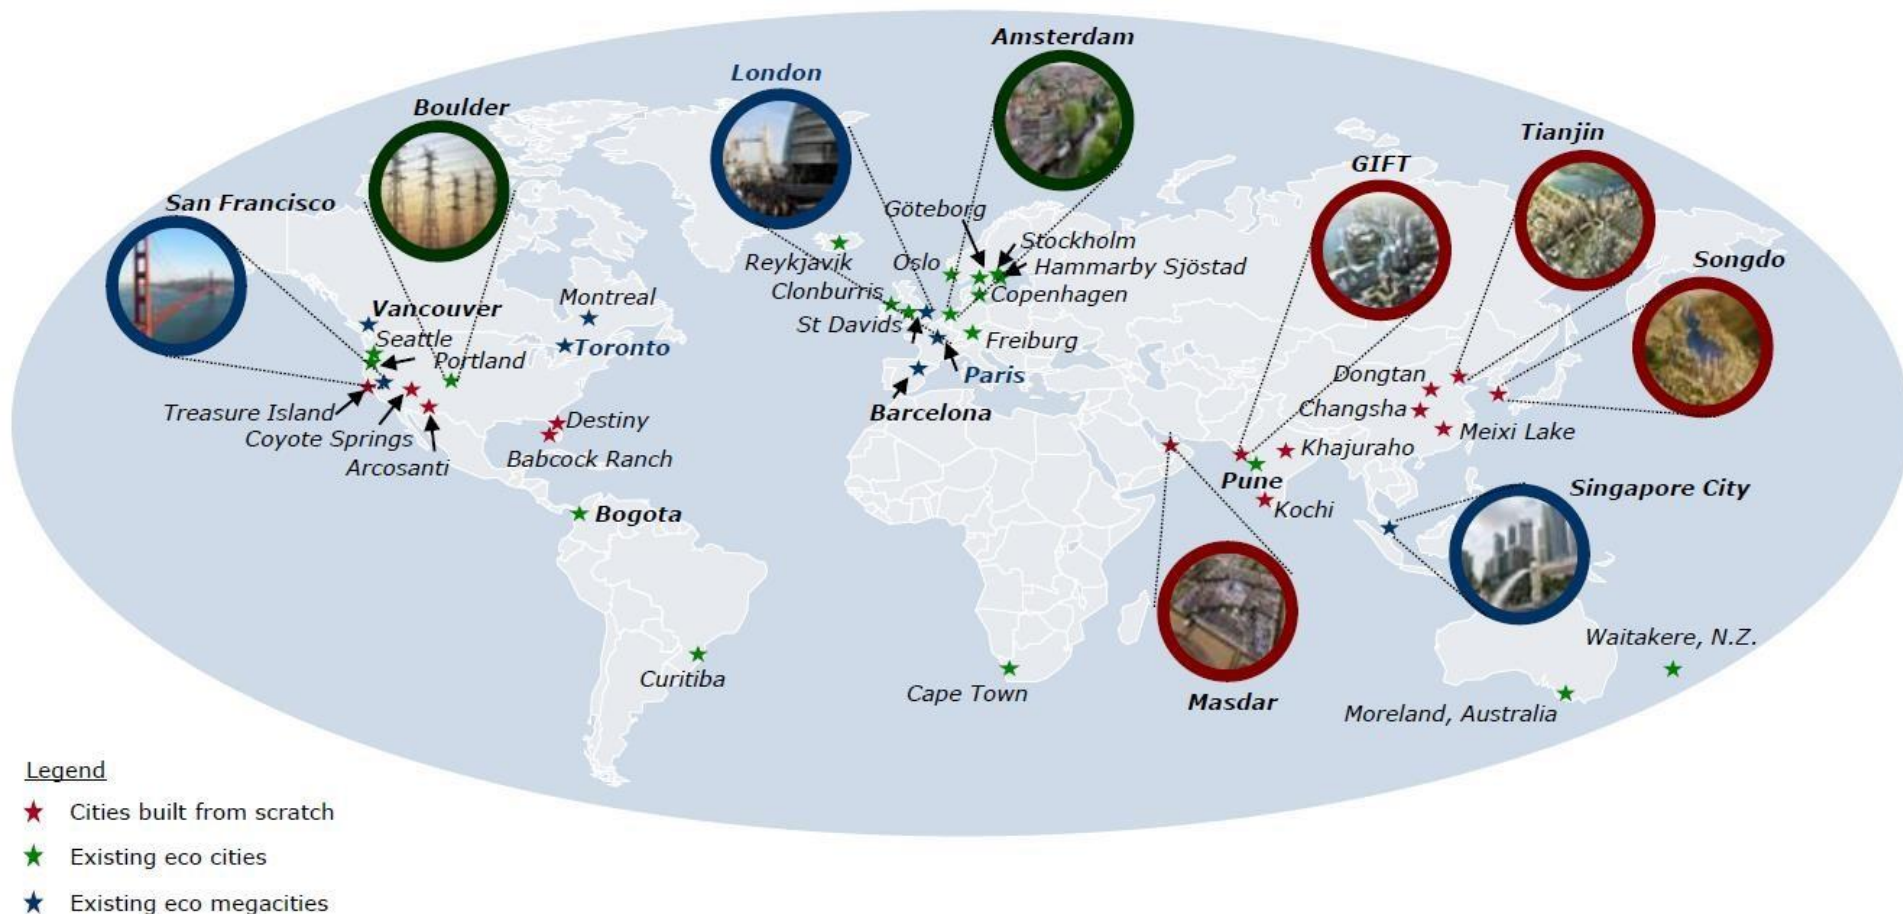 Amsterdam
London
Boulder
Tianjin
GIFT
San Francisco
Göteborg
Stockholm
Songdo
Reykjavik
Oslo
Hammarby Sjöstad
Clonburris
Copenhagen
Vancouver
Montreal
St Davids
Seattle
Freiburg
Toronto
Portland
Paris
Dongtan
Treasure Island
Barcelona
Changsha
Destiny
Coyote Springs
Meixi Lake
Khajuraho
Babcock Ranch
Arcosanti
Pune
Singapore City
Kochi
Bogota
Waitakere, N.Z.
Curitiba
Cape Town
Masdar
Moreland, Australia
Legend
Cities built from scratch
Existing eco cities
Existing eco megacities